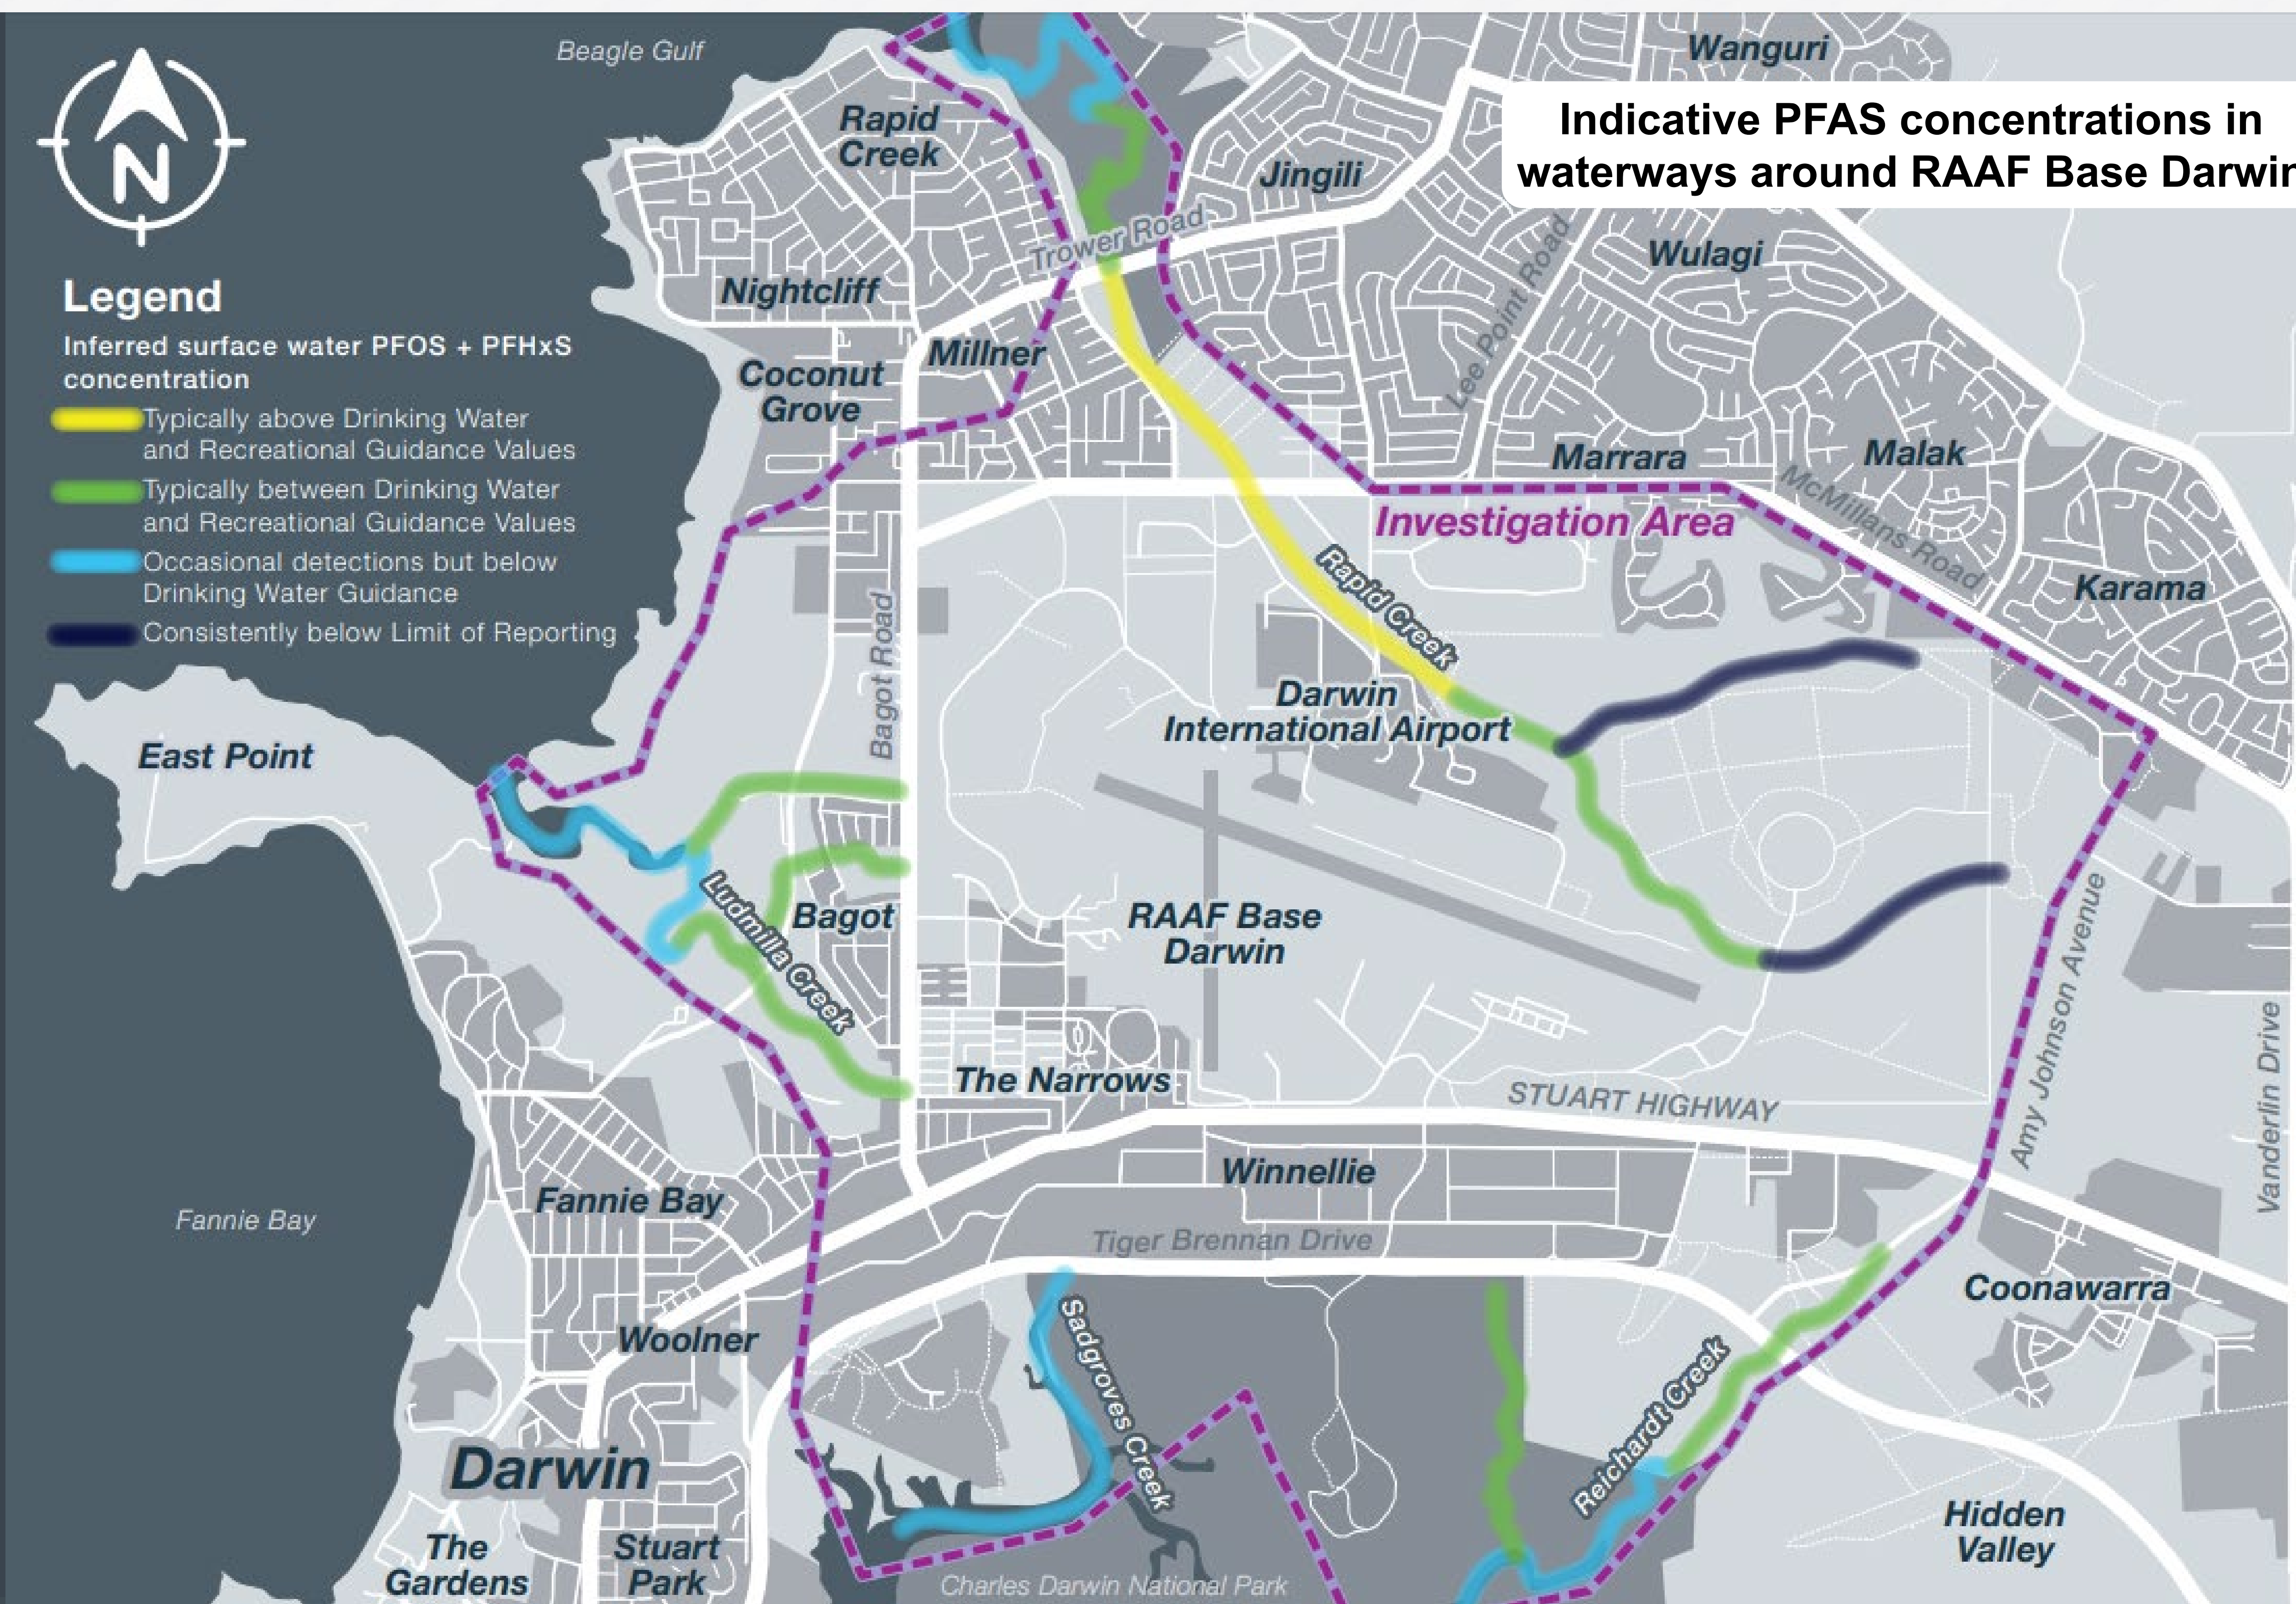 Beagle Gulf
Wanguri
Indicative PFAS concentrations in
waterways around RAAF Base Darwin
Rapid
Creek
Jingili
Trower Road
Lee Point Road
Wulagi
N
Legend
Inferred surface water PFOS + PFHxS
concentration
Typically above Drinking Water
and Recreational Guidance Values
Typically between Drinking Water
and Recreational Guidance Values
Occasional detections but below
Drinking Water Guidance
Consistently below Limit of Reporting
Nightcliff
Millner
Coconut
Grove
Marrara
Malak
McMillans Road
Investigation Area
Karama
Rapid Creek
Bagot Road
Darwin
International Airport
East Point
Ludmilla Creek
Bagot
RAAF Base
Darwin
Amy Johnson Avenue
Vanderlin Drive
The Narrows
STUART HIGHWAY
Winnellie
Fannie Bay
Fannie Bay
Tiger Brennan Drive
Coonawarra
Woolner
Sadgroves Creek
Reichardt Creek
Darwin
Hidden
Valley
The
Gardens
Stuart
Park
Charles Darwin National Park